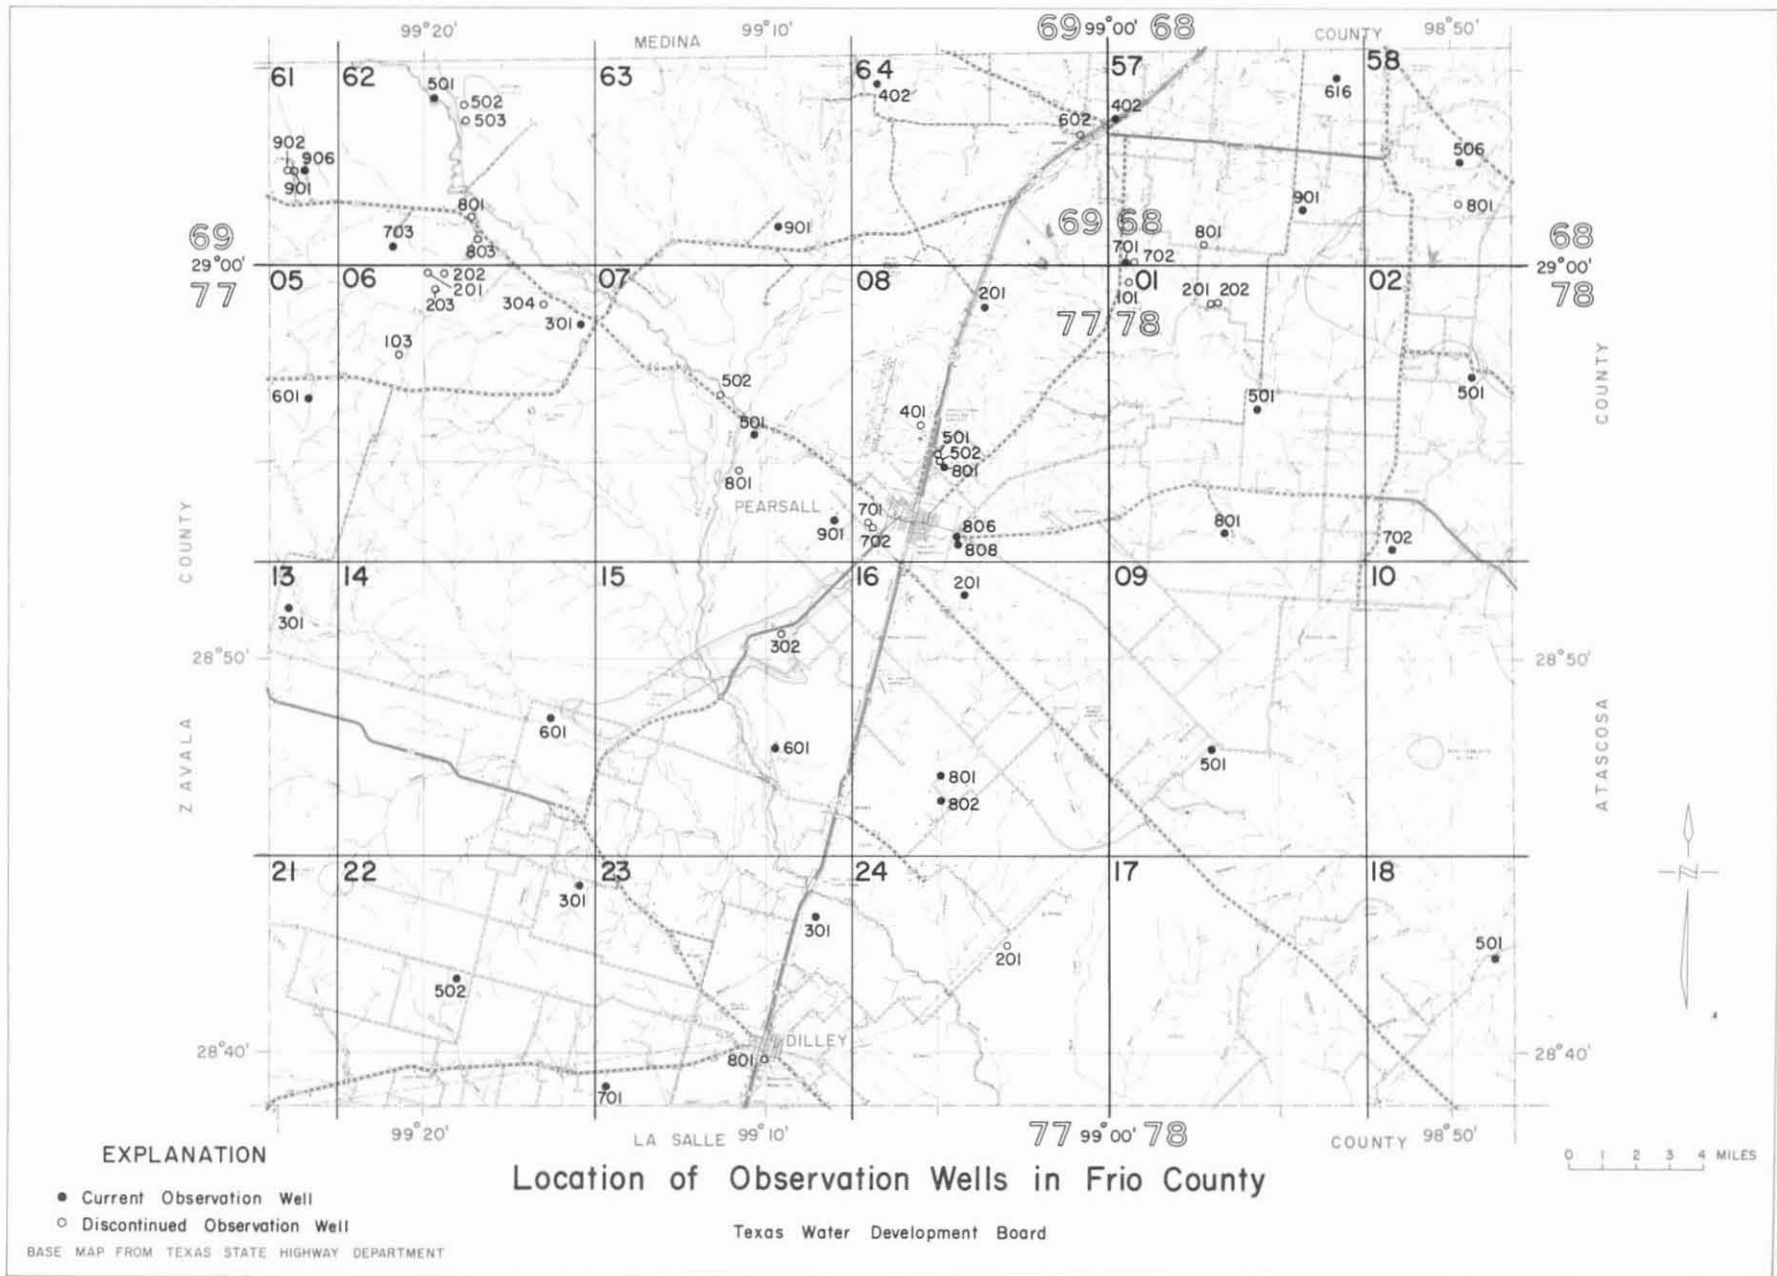 69 99°00' 68
99°20' 99°10' 98°50'
MEDINA COUNTY
61 62 63 64 57 58
501 502 402 616
503 602 402
902 906 506
901
801 901 901 801
703 803 69 68 801
69 701 702 68
29°00' 29°00'
77 78
05 06 07 08 01 02
202 201 101 201 202
201
203 304 301 77 78
103
502 501
601 501 401 501
501
502
801 801
PEARSALL 701 806 801
901 702 808 702
COUNTY COUNTY
13 14 15 16 09 10
301 201
302
28°50' 28°50'
ZAVALA ATASCOSA
601 601 501
801
802
21 22 23 24 17 18
301 301
201 501
502
N
28°40' DILLEY 28°40'
801
701
99°20' LA SALLE 99°10' 77 99°00' 78 COUNTY 98°50'
0 1 2 3 4 MILES
EXPLANATION
● Current Observation Well
○ Discontinued Observation Well
BASE MAP FROM TEXAS STATE HIGHWAY DEPARTMENT
Location of Observation Wells in Frio County
Texas Water Development Board